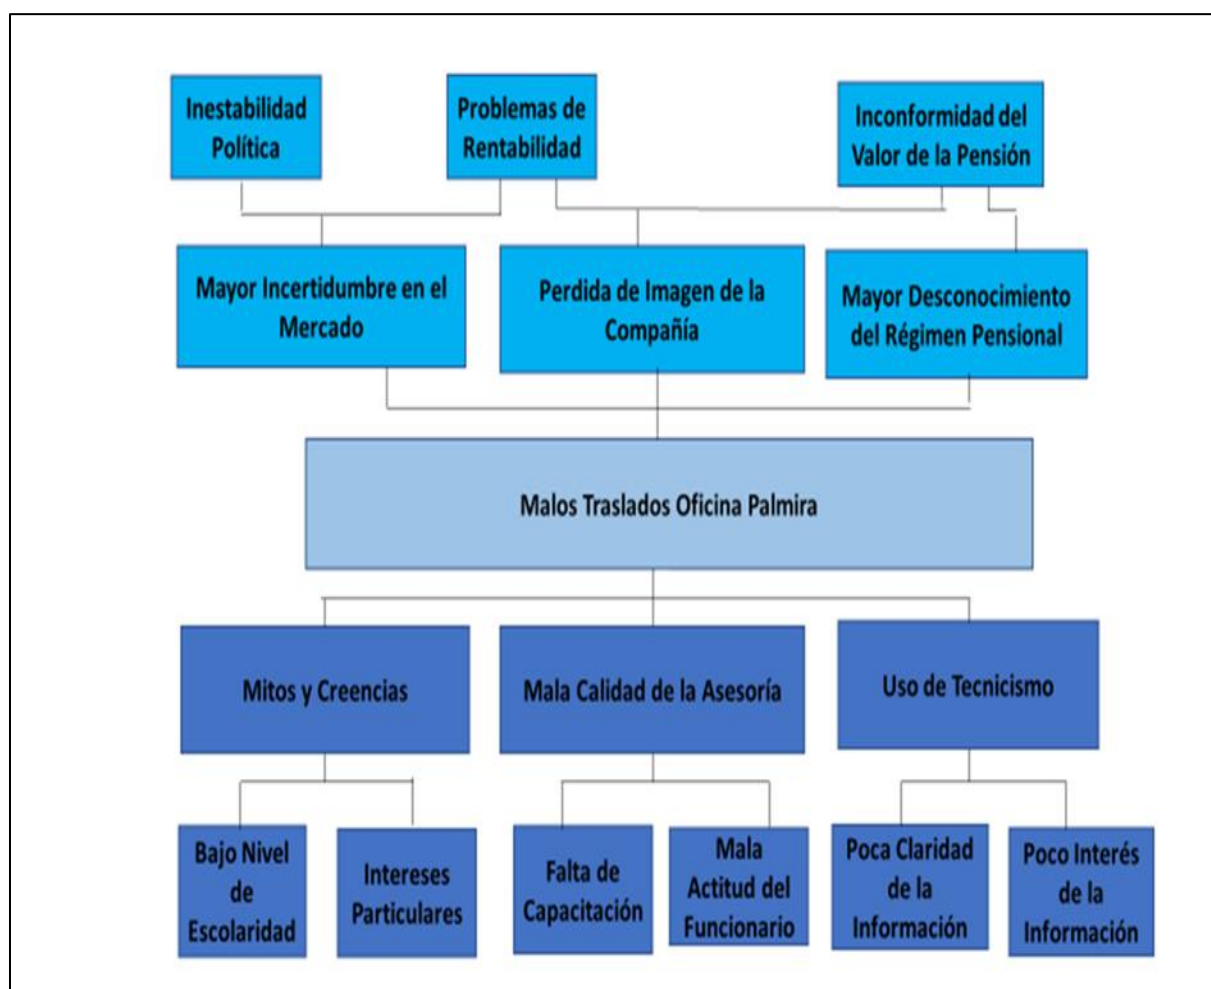 Inestabilidad
Política
Problemas de
Rentabilidad
Inconformidad del
Valor de la Pensión
Mayor Incertidumbre en el
Mercado
Perdida de Imagen de la
Compañía
Mayor Desconocimiento
del Régimen Pensional
Malos Traslados Oficina Palmira
Mitos y Creencias
Mala Calidad de la Asesoría
Uso de Tecnicismo
Bajo Nivel
de
Escolaridad
Intereses
Particulares
Falta de
Capacitación
Mala
Actitud del
Funcionario
Poca Claridad
de la
Información
Poco Interés
de la
Información